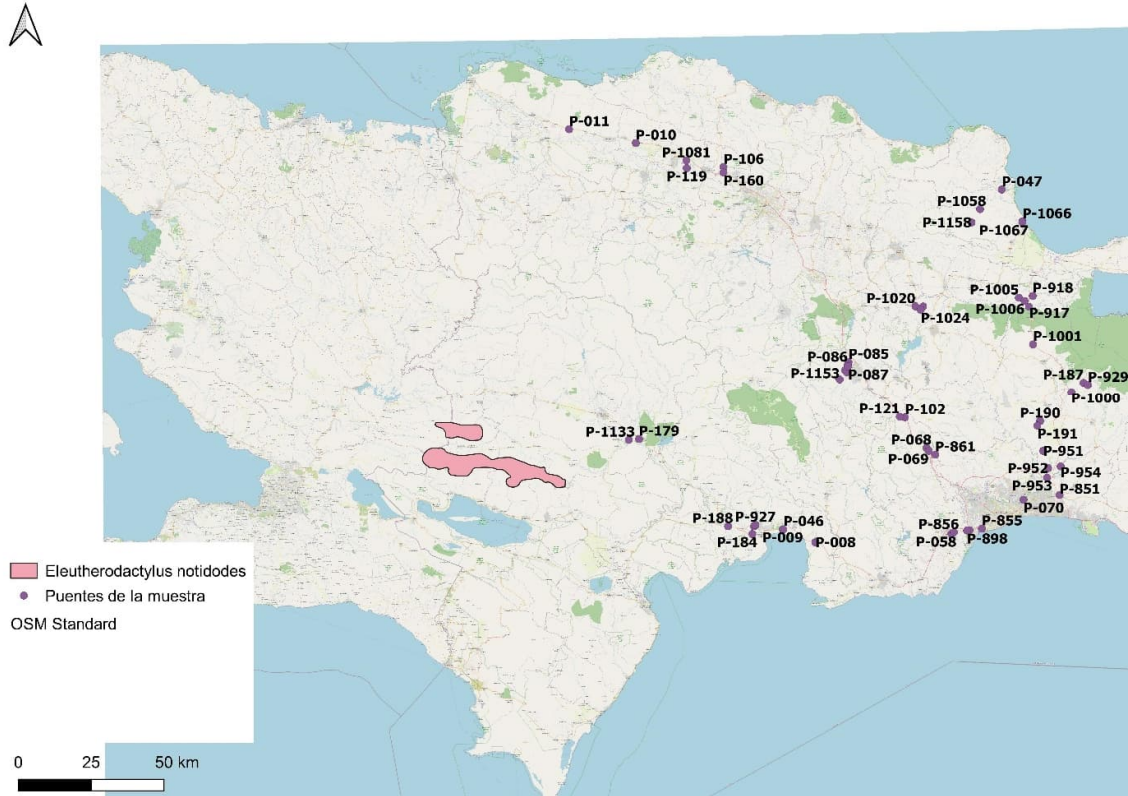 P-011
P-010
P-1081
P-106
P-119
P-160
P-047
P-1058
P-1066
P-1158
P-1067
P-1005
P-918
P-1020
P-1006
P-917
P-1024
P-1001
P-086
P-085
P-1153
P-087
P-187
P-929
P-1000
P-121
P-102
P-190
P-191
P-1133
P-179
P-068
P-861
P-069
P-951
P-952
P-954
P-953
P-851
P-070
P-188
P-927
P-046
P-856
P-855
P-184
P-009
P-008
P-058
P-898
Eleutherodactylus notidodes
Puentes de la muestra
OSM Standard
0 25 50 km